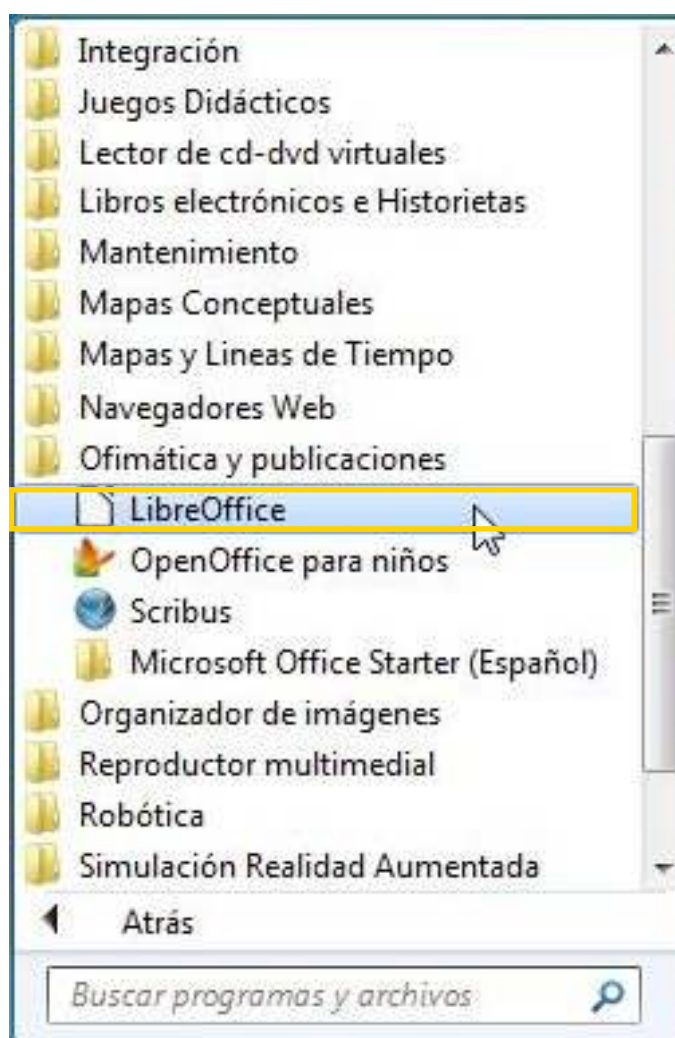 Integración
Juegos Didácticos
Lector de cd-dvd virtuales
Libros electrónicos e Historietas
Mantenimiento
Mapas Conceptuales
Mapas y Lineas de Tiempo
Navegadores Web
Ofimática y publicaciones
LibreOffice
OpenOffice para niños
Scribus
Microsoft Office Starter (Español)
Organizador de imágenes
Reproductor multimedial
Robótica
Simulación Realidad Aumentada
Atrás
Buscar programas y archivos